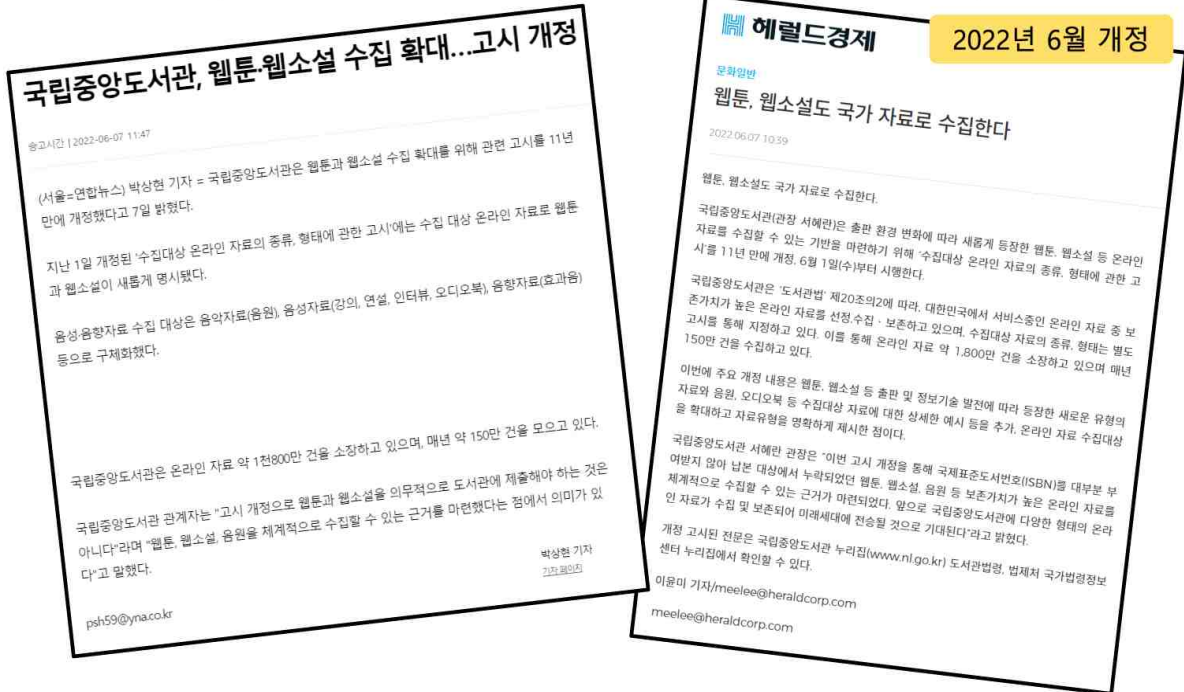 국립중앙도서관, 웹툰·웹소설 수집 확대…고시 개정
송고시간 | 2022-06-07 11:47
(서울=연합뉴스) 박상현 기자 = 국립중앙도서관은 웹툰과 웹소설 수집 확대를 위해 관련 고시를 11년
만에 개정했다고 7일 밝혔다.
지난 1일 개정된 '수집대상 온라인 자료의 종류, 형태에 관한 고시'에는 수집 대상 온라인 자료로 웹툰
과 웹소설이 새롭게 명시됐다.
음성·음향자료 수집 대상은 음악자료(음원), 음성자료(강의, 연설, 인터뷰, 오디오북), 음향자료(효과음)
등으로 구체화했다.
국립중앙도서관은 온라인 자료 약 1천800만 건을 소장하고 있으며, 매년 약 150만 건을 모으고 있다.
국립중앙도서관 관계자는 "고시 개정으로 웹툰과 웹소설을 의무적으로 도서관에 제출해야 하는 것은
아니다"라며 "웹툰, 웹소설, 음원을 체계적으로 수집할 수 있는 근거를 마련했다는 점에서 의미가 있
다"고 말했다.
박상현 기자
기자 페이지
psh59@yna.co.kr
헤럴드경제
2022년 6월 개정
문화일반
웹툰, 웹소설도 국가 자료로 수집한다
2022.06.07 10:39
웹툰, 웹소설도 국가 자료로 수집한다.
국립중앙도서관(관장 서혜란)은 출판 환경 변화에 따라 새롭게 등장한 웹툰, 웹소설 등 온라인
자료를 수집할 수 있는 기반을 마련하기 위해 '수집대상 온라인 자료의 종류, 형태에 관한 고
시'를 11년 만에 개정, 6월 1일(수)부터 시행한다.
국립중앙도서관은 '도서관법' 제20조의2에 따라, 대한민국에서 서비스중인 온라인 자료 중 보
존가치가 높은 온라인 자료를 선정,수집 · 보존하고 있으며, 수집대상 자료의 종류, 형태는 별도
고시를 통해 지정하고 있다. 이를 통해 온라인 자료 약 1,800만 건을 소장하고 있으며 매년
150만 건을 수집하고 있다.
이번에 주요 개정 내용은 웹툰, 웹소설 등 출판 및 정보기술 발전에 따라 등장한 새로운 유형의
자료와 음원, 오디오북 등 수집대상 자료에 대한 상세한 예시 등을 추가, 온라인 자료 수집대상
을 확대하고 자료유형을 명확하게 제시한 점이다.
국립중앙도서관 서혜란 관장은 "이번 고시 개정을 통해 국제표준도서번호(ISBN)를 대부분 부
여받지 않아 납본 대상에서 누락되었던 웹툰, 웹소설, 음원 등 보존가치가 높은 온라인 자료를
체계적으로 수집할 수 있는 근거가 마련되었다. 앞으로 국립중앙도서관에 다양한 형태의 온라
인 자료가 수집 및 보존되어 미래세대에 전승될 것으로 기대된다"라고 밝혔다.
개정 고시된 전문은 국립중앙도서관 누리집(www.nl.go.kr) 도서관법령, 법제처 국가법령정보
센터 누리집에서 확인할 수 있다.
이윤미 기자/meelee@heraldcorp.com
meelee@heraldcorp.com